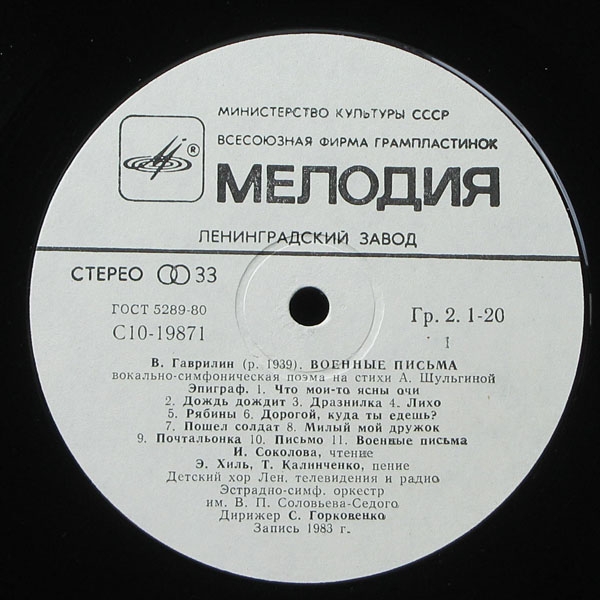 МИНИСТЕРСТВО КУЛЬТУРЫ СССР
ВСЕСОЮЗНАЯ ФИРМА ГРАМПЛАСТИНОК
®
МЕЛОДИЯ
ЛЕНИНГРАДСКИЙ ЗАВОД
СТЕРЕО 33
ГОСТ 5289-80
Гр. 2. 1-20
С10-19871
I
В. Гаврилин (р. 1939). ВОЕННЫЕ ПИСЬМА
вокально-симфоническая поэма на стихи А. Шульгиной
Эпиграф. 1. Что мои-то ясны очи
2. Дождь дождит 3. Дразнилка 4. Лихо
5. Рябины 6. Дорогой, куда ты едешь?
7. Пошел солдат 8. Милый мой дружок
9. Почтальонка 10. Письмо 11. Военные письма
И. Соколова, чтение
Э. Хиль, Т. Калинченко, пение
Детский хор Лен. телевидения и радио
Эстрадно-симф. оркестр
им. В. П. Соловьева-Седого
Дирижер С. Горковенко
Запись 1983 г.